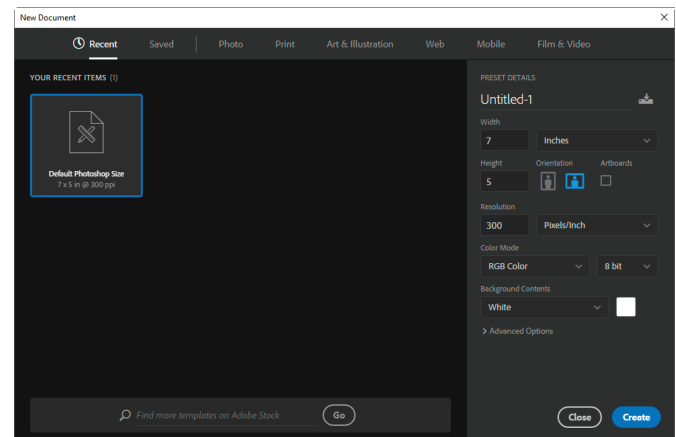 New Document
Recent Saved Photo Print Art & Illustration Web Mobile Film & Video
YOUR RECENT ITEMS (1)
Default Photoshop Size
7 x 5 in @ 300 ppi
Find more templates on Adobe Stock Go
PRESET DETAILS
Untitled-1
Width
7 Inches
Height Orientation Artboards
5
Resolution
300 Pixels/Inch
Color Mode
RGB Color 8 bit
Background Contents
White
Advanced Options
Close Create